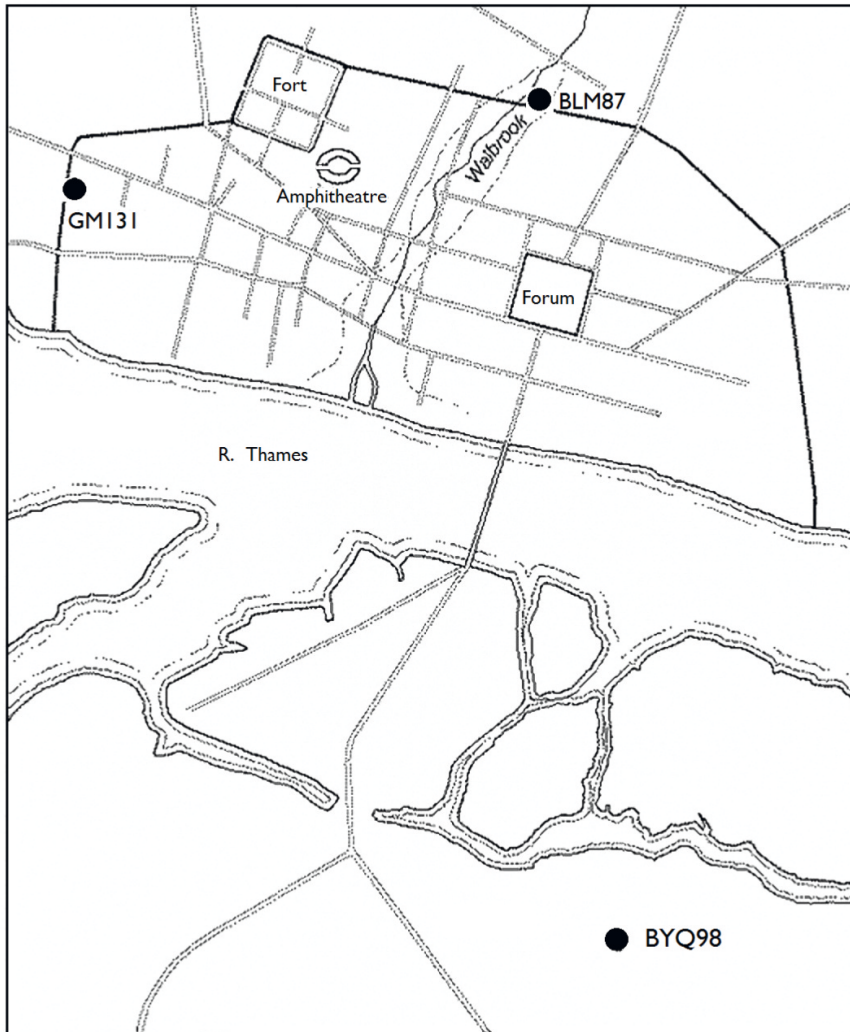 Fort
BLM87
Walbrook
Amphitheatre
GM131
Forum
R. Thames
BYQ98